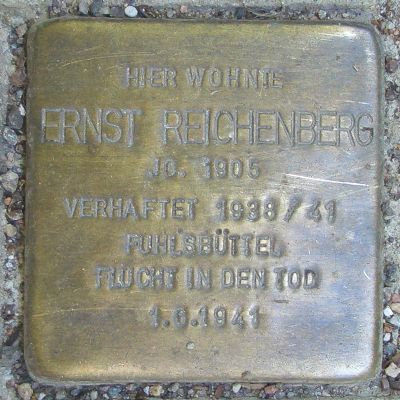 HIER WOHNTE
ERNST REICHENBERG
JG. 1905
VERHAFTET 1938/41
FUHLSBÜTTEL
FLUCHT IN DEN TOD
1.6.1941